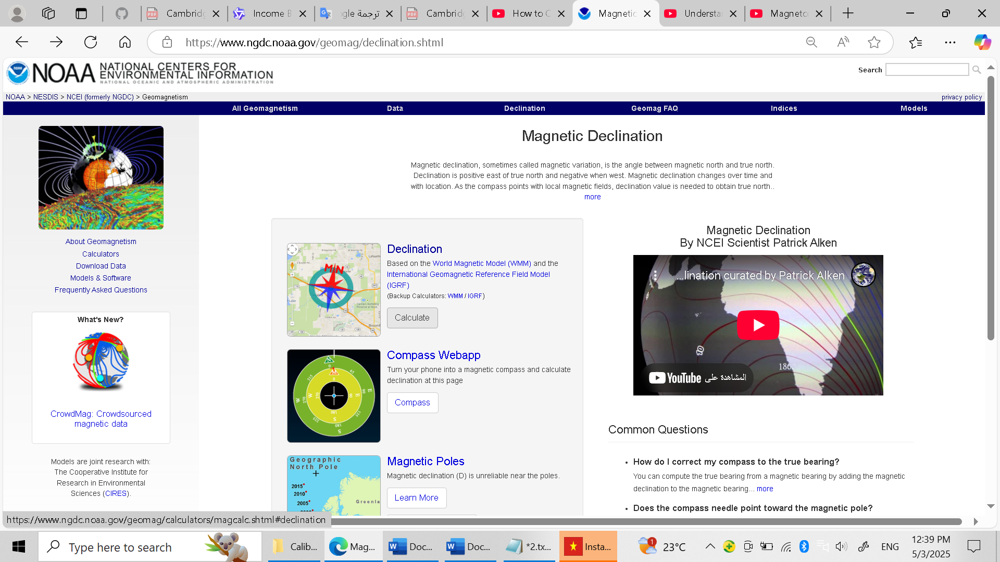 Cambridg
Income B
ogle ترجمة
Cambridg
How to C
Magnetic
Understa
Magneto
https://www.ngdc.noaa.gov/geomag/declination.shtml
NOAA NATIONAL CENTERS FOR
ENVIRONMENTAL INFORMATION
NATIONAL OCEANIC AND ATMOSPHERIC ADMINISTRATION
Search
NOAA > NESDIS > NCEI (formerly NGDC) > Geomagnetism
privacy policy
All Geomagnetism
Data
Declination
Geomag FAQ
Indices
Models
About Geomagnetism
Calculators
Download Data
Models & Software
Frequently Asked Questions
What's New?
CrowdMag: Crowdsourced
magnetic data
Models are joint research with:
The Cooperative Institute for
Research in Environmental
Sciences (CIRES).
Magnetic Declination
Magnetic declination, sometimes called magnetic variation, is the angle between magnetic north and true north.
Declination is positive east of true north and negative when west. Magnetic declination changes over time and
with location. As the compass points with local magnetic fields, declination value is needed to obtain true north..
more
MN
Declination
Based on the World Magnetic Model (WMM) and the
International Geomagnetic Reference Field Model
(IGRF)
(Backup Calculators: WMM / IGRF)
Calculate
Compass Webapp
Turn your phone into a magnetic compass and calculate
declination at this page
Compass
Geographic
North Pole
2015
2010
2005
Greenla
Magnetic Poles
Magnetic declination (D) is unreliable near the poles.
Learn More
Magnetic Declination
By NCEI Scientist Patrick Alken
...lination curated by Patrick Alken
المشاهدة على YouTube
Common Questions
How do I correct my compass to the true bearing?
You can compute the true bearing from a magnetic bearing by adding the magnetic
declination to the magnetic bearing... more
Does the compass needle point toward the magnetic pole?
https://www.ngdc.noaa.gov/geomag/calculators/magcalc.shtml#declination
Type here to search
Calib...
Mag...
Doc...
Doc...
*2.tx...
Insta...
1
23°C
ENG
12:39 PM
5/3/2025